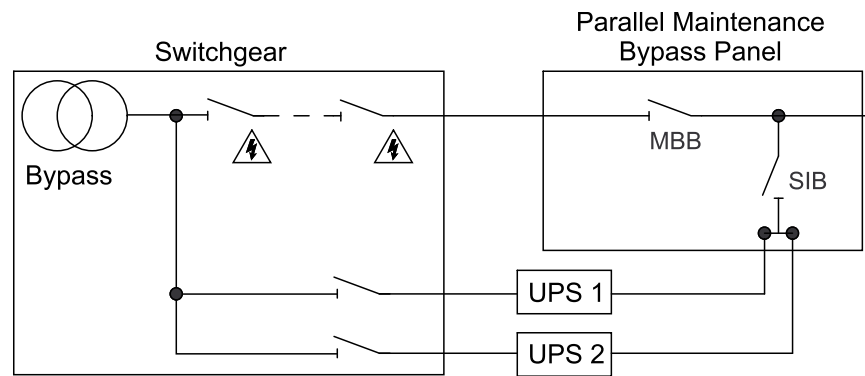 Parallel Maintenance
Bypass Panel
Switchgear
Bypass
MBB
SIB
UPS 1
UPS 2